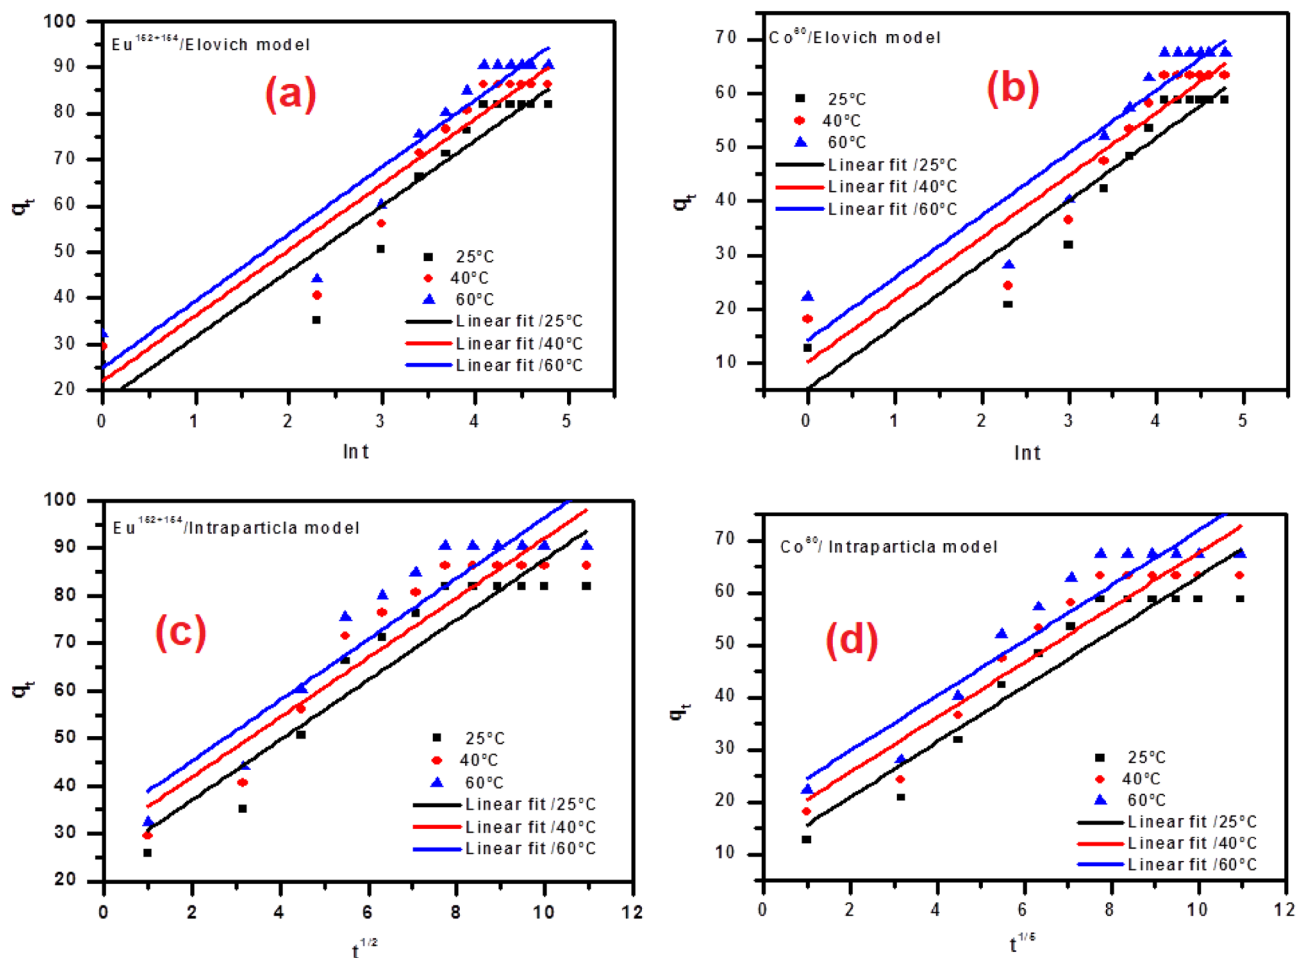 Eu¹⁵²⁺¹⁵⁴/Elovich model
(a)
100
90
80
70
60
50
40
30
20
qₜ
25°C
40°C
60°C
Linear fit /25°C
Linear fit /40°C
Linear fit /60°C
0 1 2 3 4 5
lnt
Co⁶⁰/Elovich model
(b)
70
60
50
40
30
20
10
qₜ
25°C
40°C
60°C
Linear fit /25°C
Linear fit /40°C
Linear fit /60°C
0 1 2 3 4 5
lnt
Eu¹⁵²⁺¹⁵⁴/Intraparticla model
(c)
100
90
80
70
60
50
40
30
20
qₜ
25°C
40°C
60°C
Linear fit /25°C
Linear fit /40°C
Linear fit /60°C
0 2 4 6 8 10 12
t¹/²
Co⁶⁰/ Intraparticla model
(d)
70
60
50
40
30
20
10
qₜ
25°C
40°C
60°C
Linear fit /25°C
Linear fit /40°C
Linear fit /60°C
0 2 4 6 8 10 12
t¹/⁵